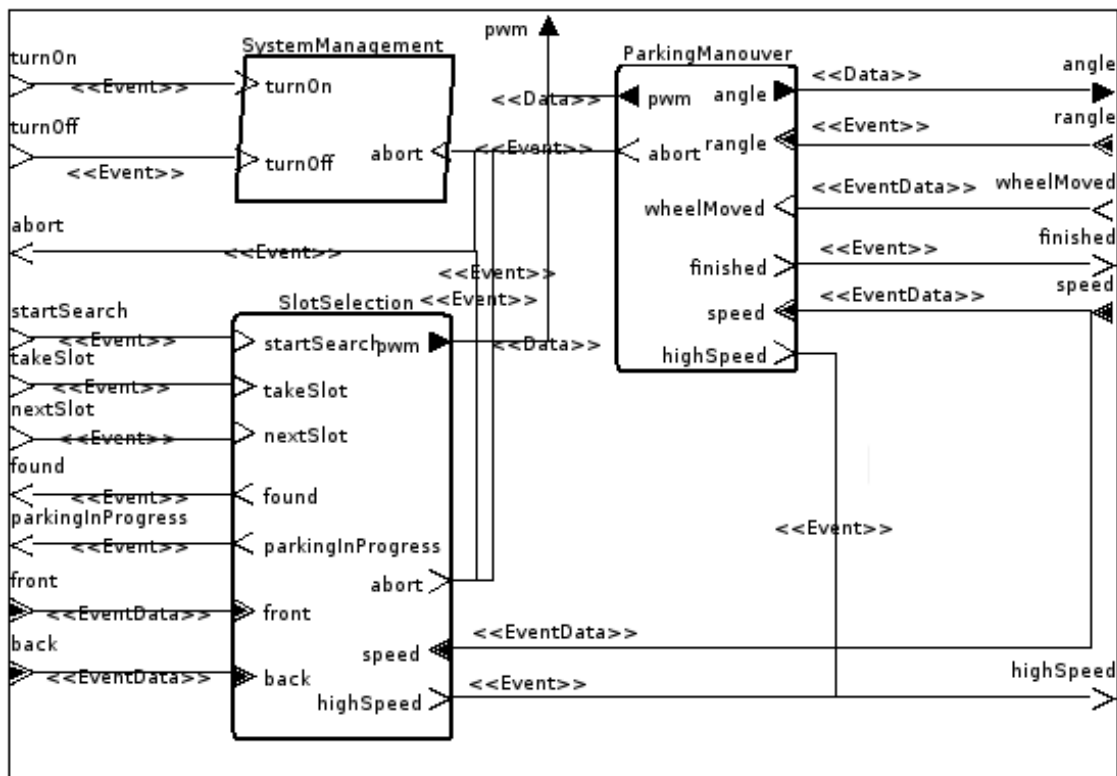 pwm
SystemManagement
ParkingManouver
turnOn
<<Event>>
turnOn
<<Data>>
angle
<<Data>>
pwm
angle
turnOff
<<Event>>
rangle
rangle
turnOff
<<Event>>
abort
<<Event>>
abort
<<EventData>>
wheelMoved
wheelMoved
abort
<<Event>>
<<Event>>
finished
finished
<<Event>>
<<Event>>
SlotSelection
<<EventData>>
speed
speed
startSearch
<<Event>>
startSearch
pwm
<<Data>>
highSpeed
takeSlot
<<Event>>
takeSlot
nextSlot
<<Event>>
nextSlot
found
<<Event>>
found
parkingInProgress
<<Event>>
parkingInProgress
<<Event>>
front
abort
<<EventData>>
front
<<EventData>>
back
speed
<<EventData>>
back
highSpeed
<<Event>>
highSpeed